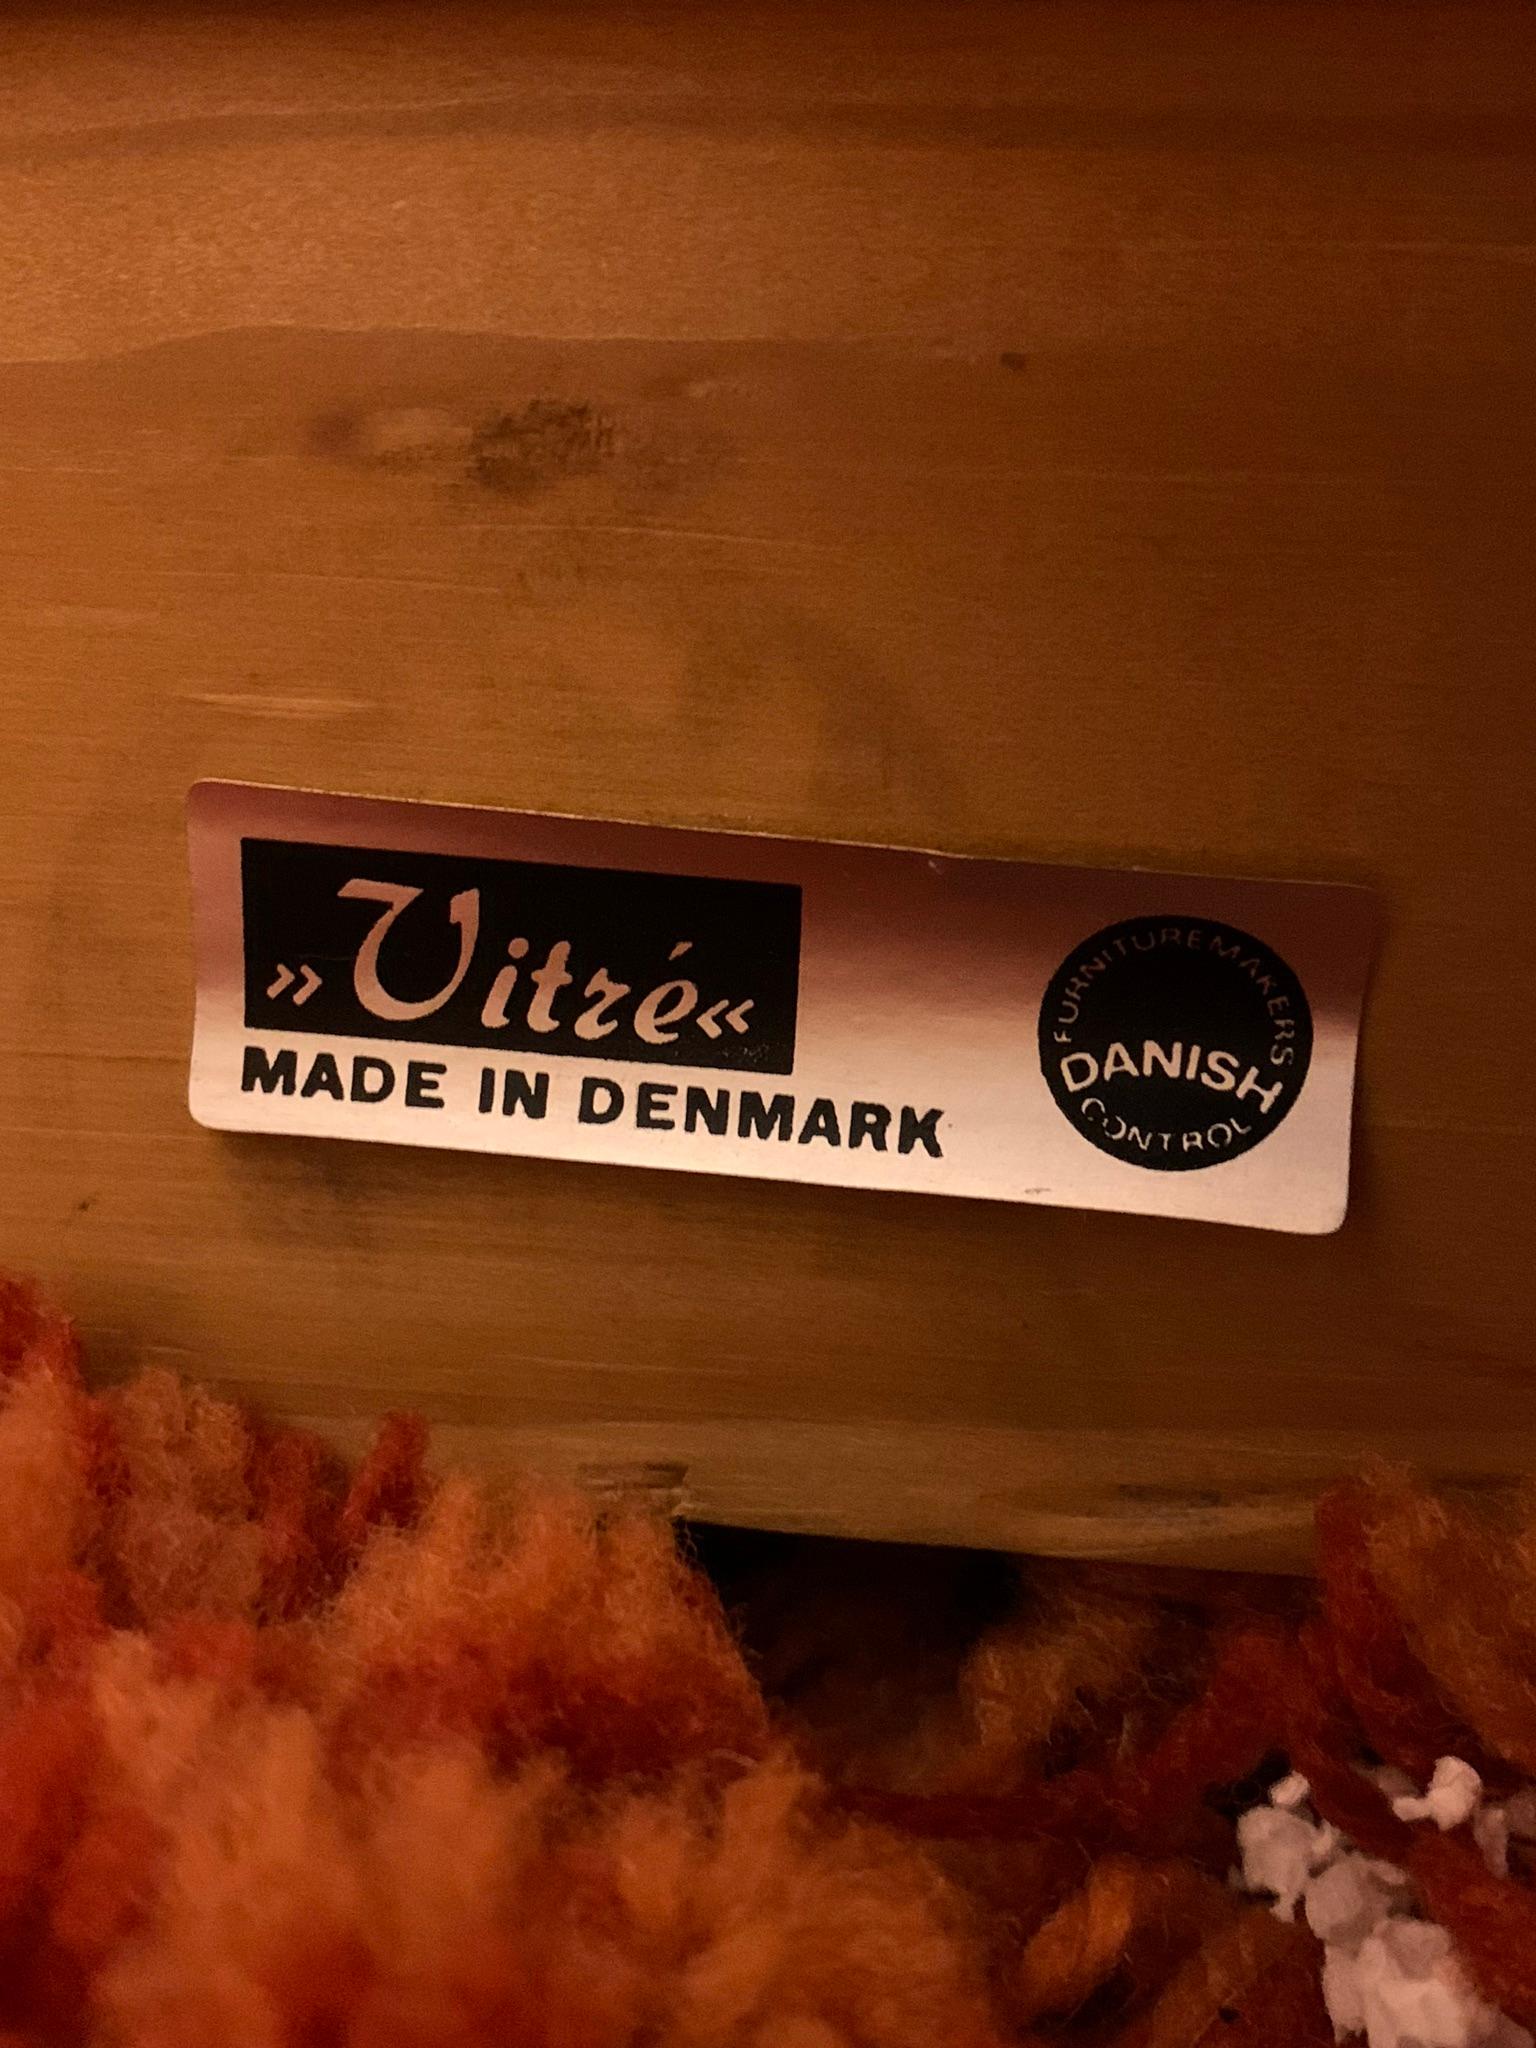 »Vitré«
MADE IN DENMARK
FURNITUREMAKERS
DANISH
CONTROL